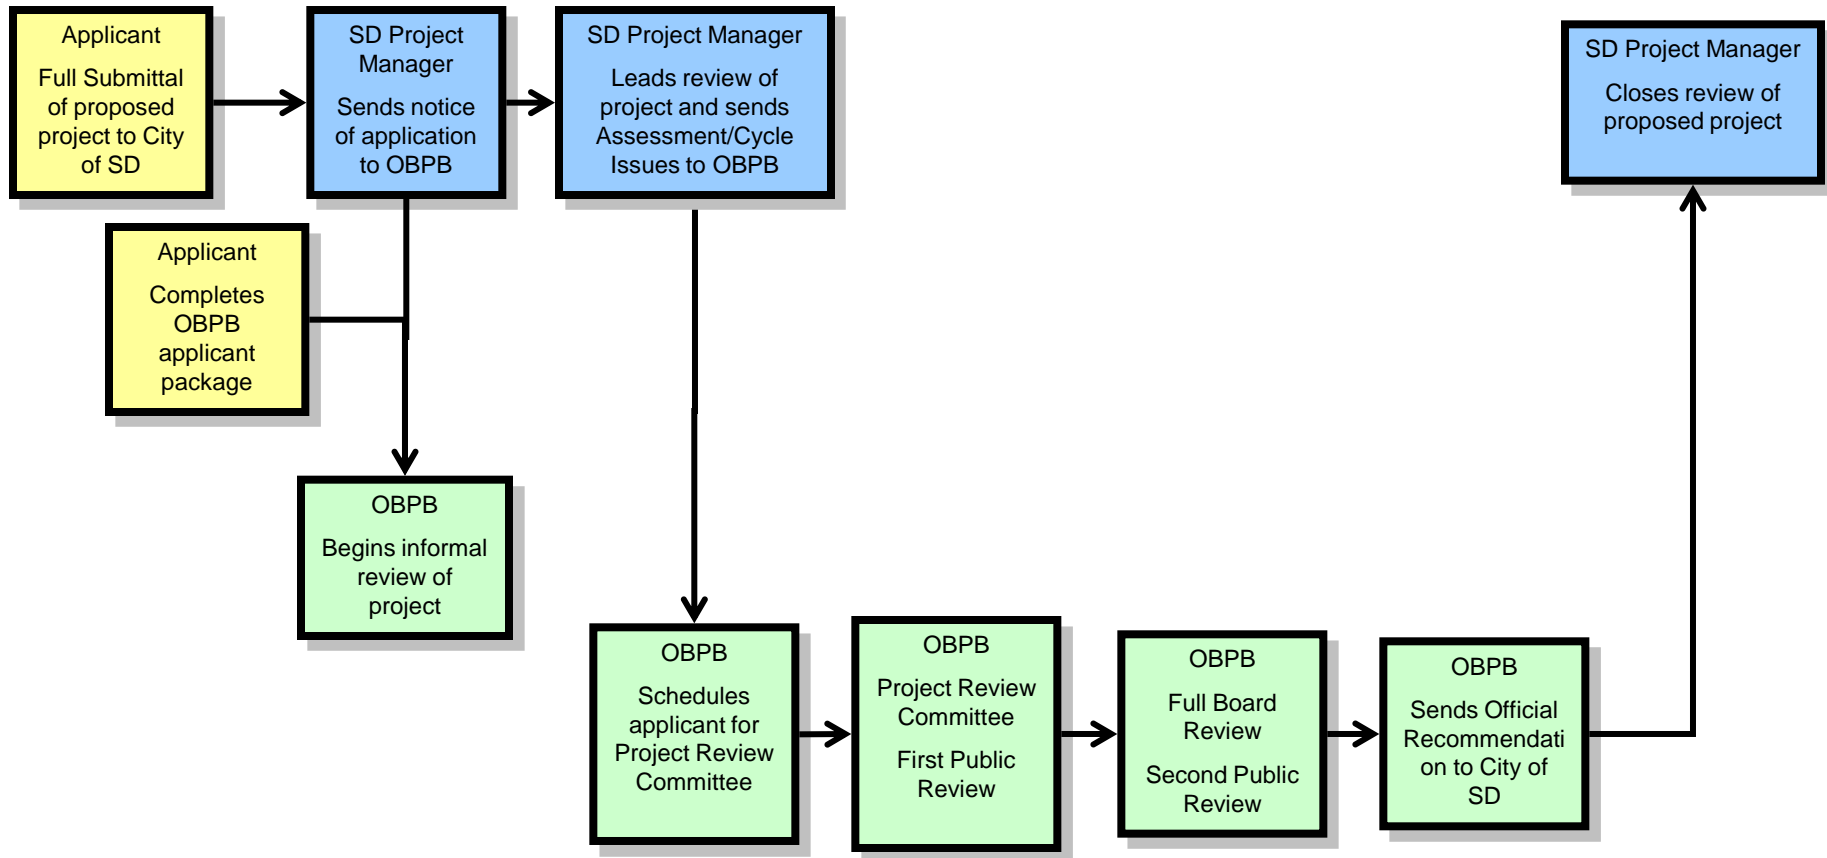 Applicant
Full Submittal
of proposed
project to City
of SD
SD Project
Manager
Sends notice
of application
to OBPB
SD Project Manager
Leads review of
project and sends
Assessment/Cycle
Issues to OBPB
SD Project Manager
Closes review of
proposed project
Applicant
Completes
OBPB
applicant
package
OBPB
Begins informal
review of
project
OBPB
Schedules
applicant for
Project Review
Committee
OBPB
Project Review
Committee
First Public
Review
OBPB
Full Board
Review
Second Public
Review
OBPB
Sends Official
Recommendati
on to City of
SD